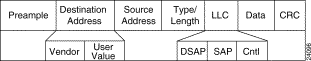 Preamble Destination Address Source Address Type/ Length LLC Data CRC
Vendor User Value DSAP SAP Cntl
24096